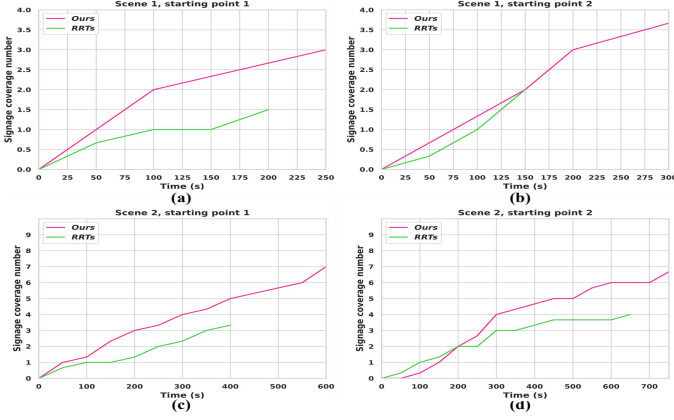 Scene 1, starting point 1
Signage coverage number
4.0
3.5
3.0
2.5
2.0
1.5
1.0
0.5
0.0
Ours
RRTs
0 25 50 75 100 125 150 175 200 225 250
Time (s)
(a)
Scene 1, starting point 2
Signage coverage number
4.0
3.5
3.0
2.5
2.0
1.5
1.0
0.5
0.0
Ours
RRTs
0 25 50 75 100 125 150 175 200 225 250 275 300
Time (s)
(b)
Scene 2, starting point 1
Signage coverage number
9
8
7
6
5
4
3
2
1
0
Ours
RRTs
0 100 200 300 400 500 600
Time (s)
(c)
Scene 2, starting point 2
Signage coverage number
9
8
7
6
5
4
3
2
1
0
Ours
RRTs
0 100 200 300 400 500 600 700
Time (s)
(d)